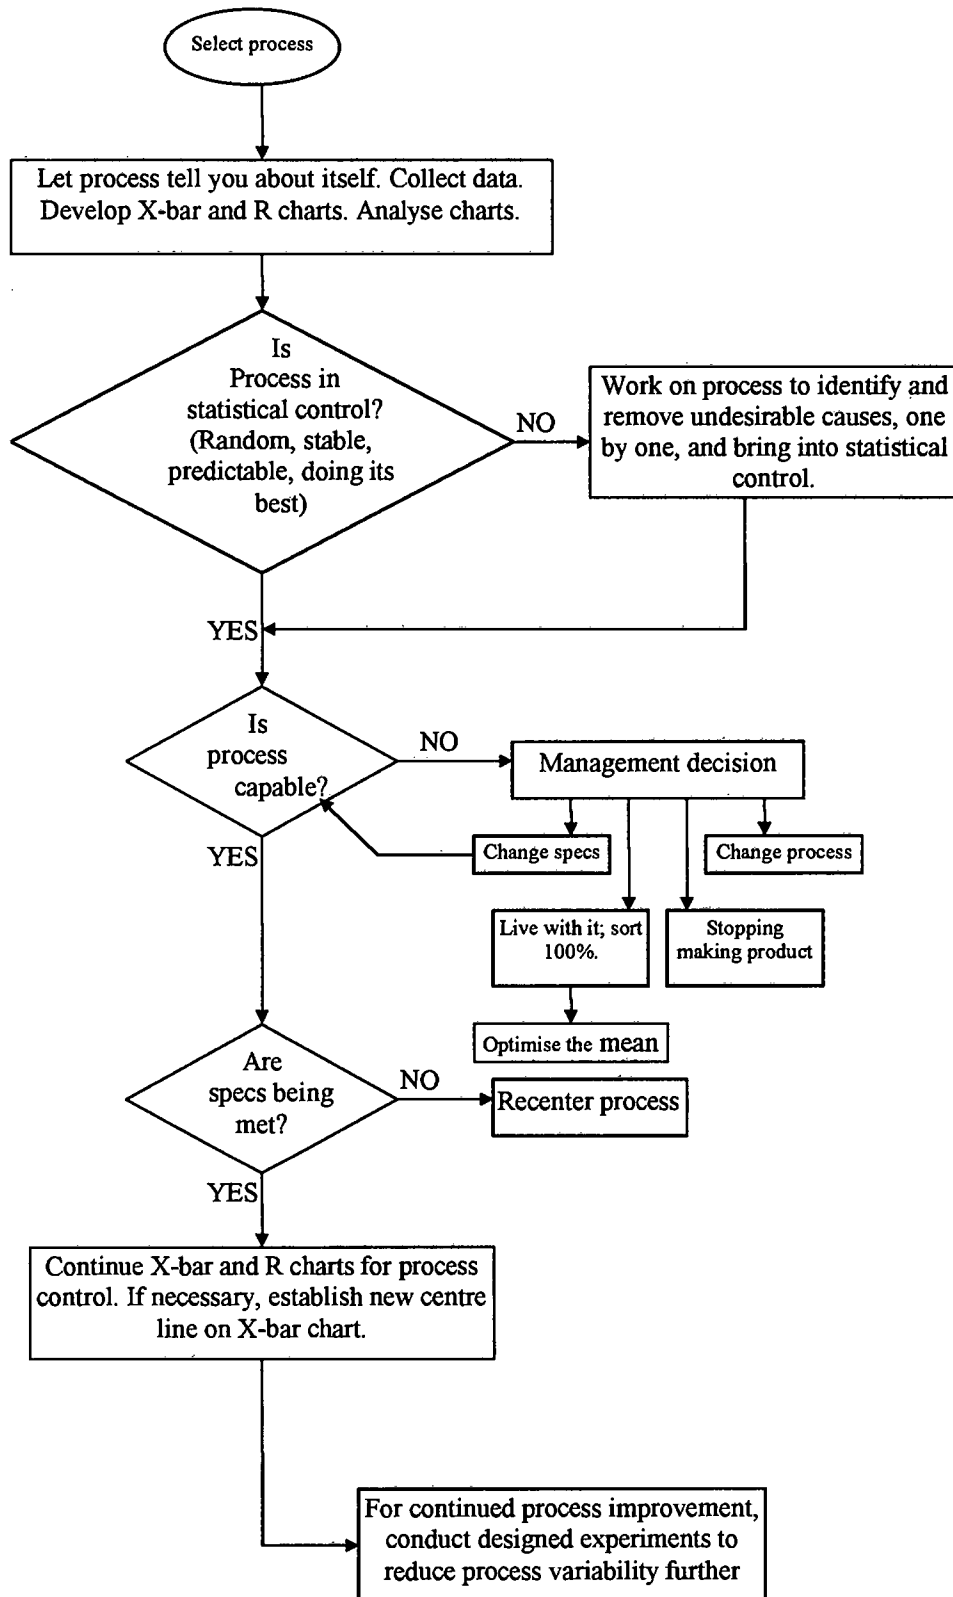 Select process
Let process tell you about itself. Collect data.
Develop X-bar and R charts. Analyse charts.
Is
Process in
statistical control?
(Random, stable,
predictable, doing its
best)
NO
Work on process to identify and
remove undesirable causes, one
by one, and bring into statistical
control.
YES
Is
process
capable?
NO
Management decision
YES
Change specs
Change process
Live with it; sort
100%.
Stopping
making product
Optimise the mean
Are
specs being
met?
NO
Recenter process
YES
Continue X-bar and R charts for process
control. If necessary, establish new centre
line on X-bar chart.
For continued process improvement,
conduct designed experiments to
reduce process variability further